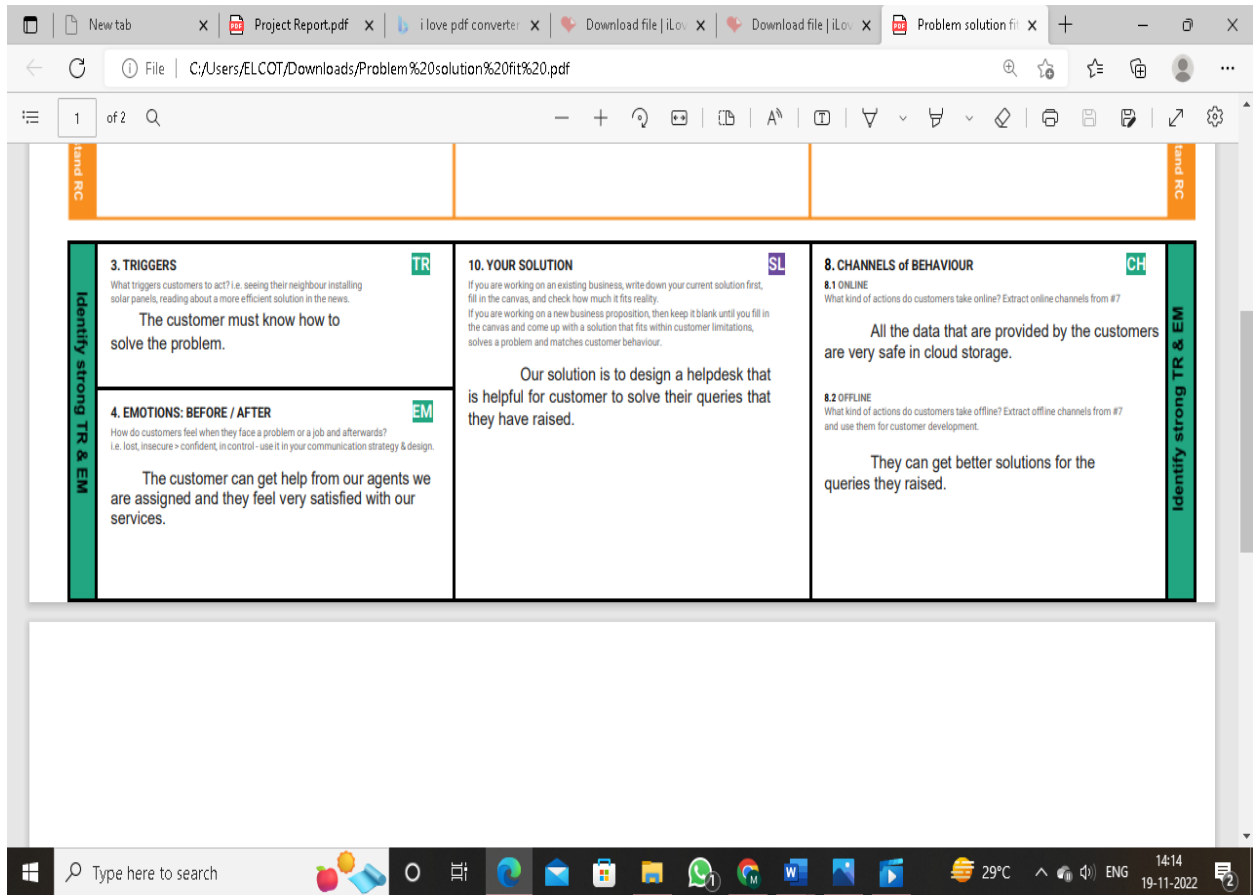 New tab
Project Report.pdf
i love pdf converter
Download file | iLov
Download file | iLov
Problem solution fit
File
C:/Users/ELCOT/Downloads/Problem%20solution%20fit%20.pdf
1
of 2
tand RC
tand RC
Identify strong TR & EM
3. TRIGGERS
TR
What triggers customers to act? i.e. seeing their neighbour installing
solar panels, reading about a more efficient solution in the news.
The customer must know how to
solve the problem.
4. EMOTIONS: BEFORE / AFTER
EM
How do customers feel when they face a problem or a job and afterwards?
i.e. lost, insecure > confident, in control - use it in your communication strategy & design.
The customer can get help from our agents we
are assigned and they feel very satisfied with our
services.
10. YOUR SOLUTION
SL
If you are working on an existing business, write down your current solution first,
fill in the canvas, and check how much it fits reality.
If you are working on a new business proposition, then keep it blank until you fill in
the canvas and come up with a solution that fits within customer limitations,
solves a problem and matches customer behaviour.
Our solution is to design a helpdesk that
is helpful for customer to solve their queries that
they have raised.
8. CHANNELS of BEHAVIOUR
CH
8.1 ONLINE
What kind of actions do customers take online? Extract online channels from #7
All the data that are provided by the customers
are very safe in cloud storage.
8.2 OFFLINE
What kind of actions do customers take offline? Extract offline channels from #7
and use them for customer development.
They can get better solutions for the
queries they raised.
Identify strong TR & EM
Type here to search
29°C
ENG
14:14
19-11-2022